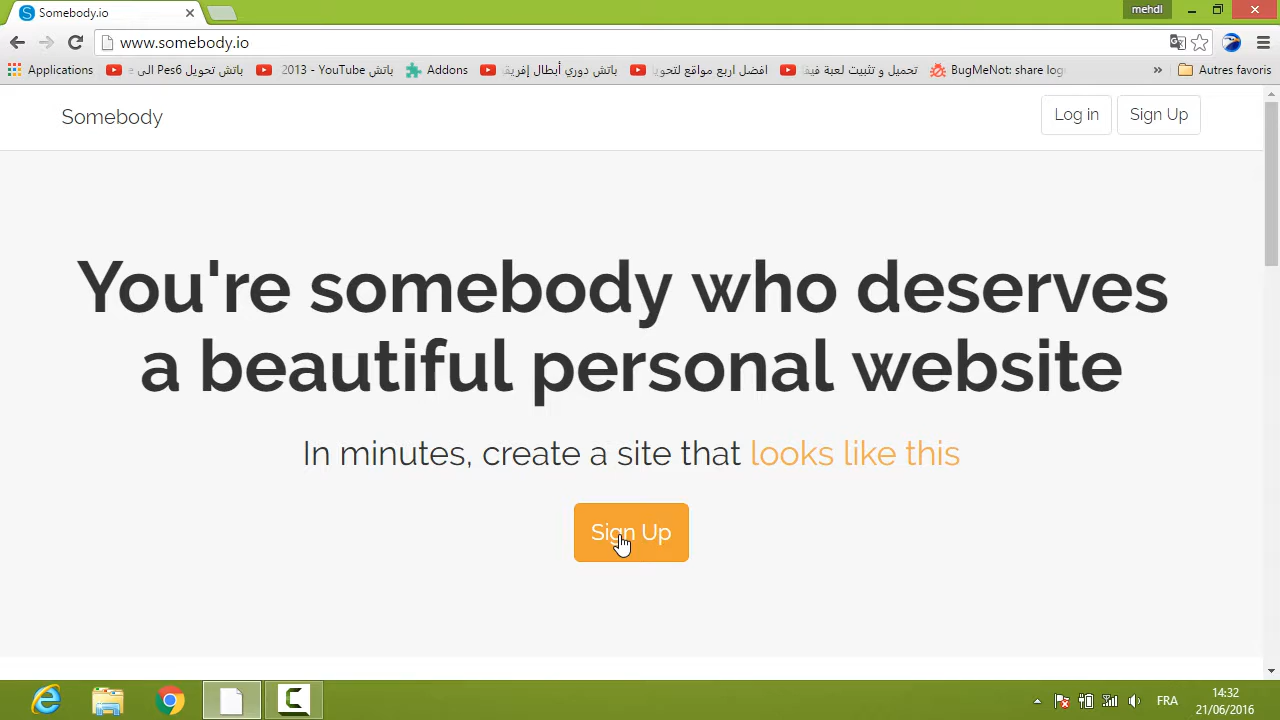 Somebody.io
mehdi
www.somebody.io
Applications
باتش تحويل Pes6 الى
باتش 2013 - YouTube
Addons
باتش دوري أبطال إفريقيا
افضل اربع مواقع لتحوي
تحميل و تثبيت لعبة فيفا
BugMeNot: share log
»
Autres favoris
Somebody
Log in
Sign Up
You're somebody who deserves
a beautiful personal website
In minutes, create a site that looks like this
Sign Up
FRA
14:32
21/06/2016